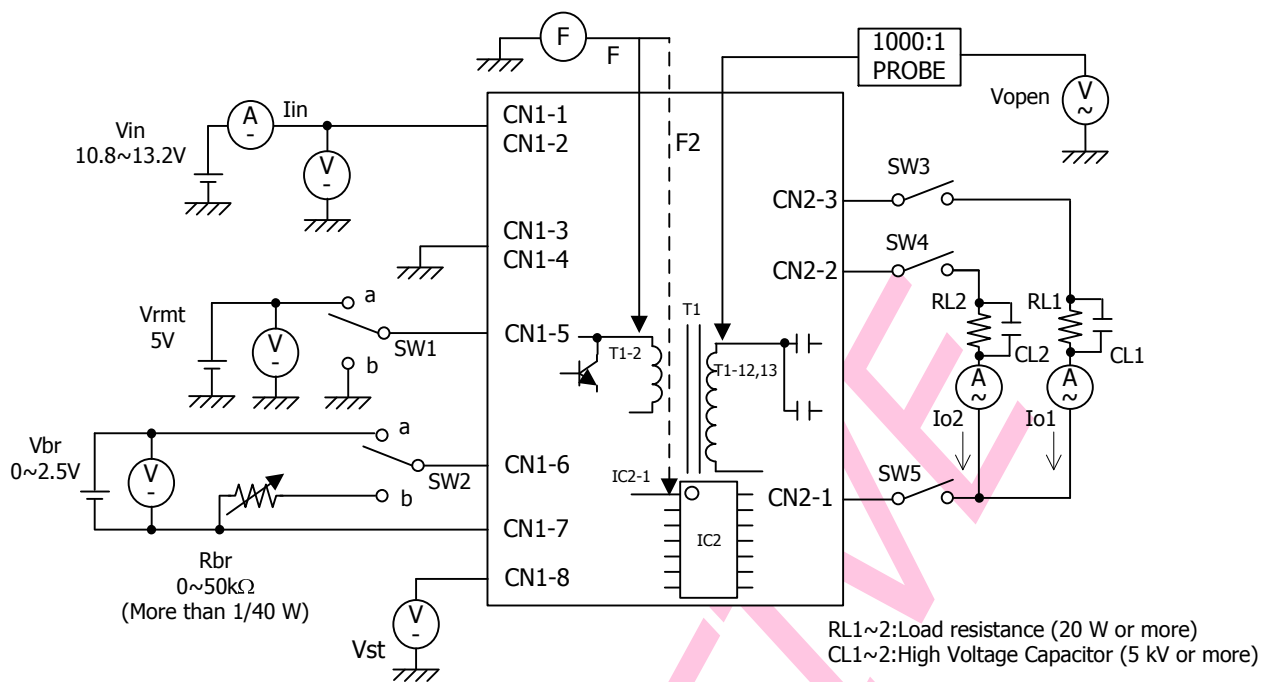 F
F
1000:1
PROBE
Vopen
V
~
A
-
Iin
Vin
10.8~13.2V
V
-
CN1-1
CN1-2
F2
SW3
CN2-3
CN1-3
CN1-4
SW4
CN2-2
Vrmt
5V
V
-
a
b
SW1
CN1-5
T1
T1-2
T1-12,13
RL2
RL1
CL2
CL1
A
~
A
~
Io2
Io1
Vbr
0~2.5V
V
-
a
b
SW2
CN1-6
IC2-1
SW5
CN2-1
IC2
CN1-7
Rbr
0~50kΩ
(More than 1/40 W)
CN1-8
V
-
Vst
RL1~2:Load resistance (20 W or more)
CL1~2:High Voltage Capacitor (5 kV or more)